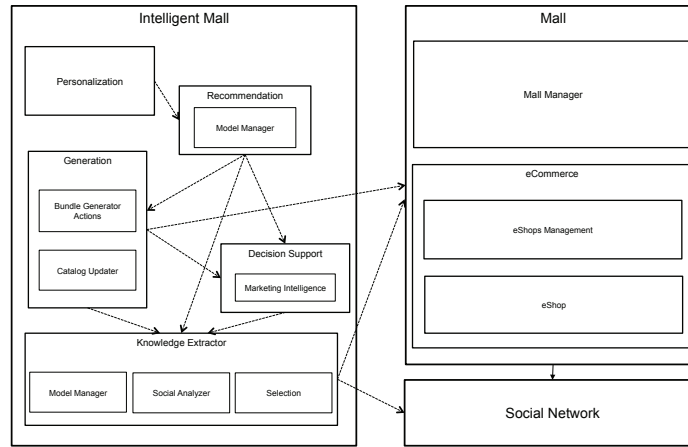 Intelligent Mall
Personalization
Recommendation
Model Manager
Generation
Bundle Generator
Actions
Catalog Updater
Decision Support
Marketing Intelligence
Knowledge Extractor
Model Manager
Social Analyzer
Selection
Mall
Mall Manager
eCommerce
eShops Management
eShop
Social Network